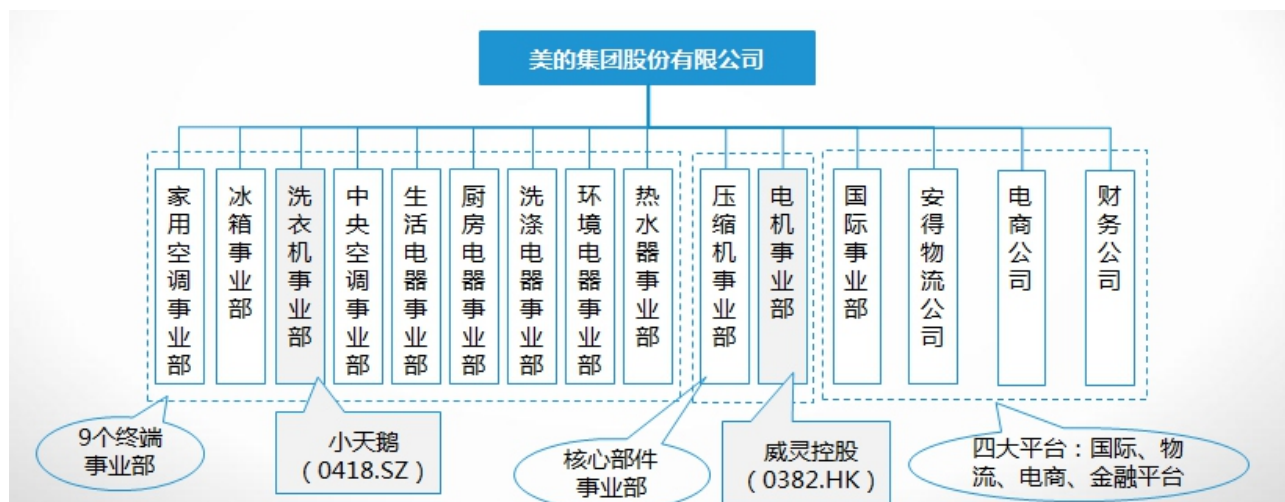 美的集团股份有限公司
家用空调事业部
冰箱事业部
洗衣机事业部
中央空调事业部
生活电器事业部
厨房电器事业部
洗涤电器事业部
环境电器事业部
热水器事业部
压缩机事业部
电机事业部
国际事业部
安得物流公司
电商公司
财务公司
9个终端
事业部
小天鹅
（0418.SZ）
核心部件
事业部
威灵控股
（0382.HK）
四大平台：国际、物
流、电商、金融平台